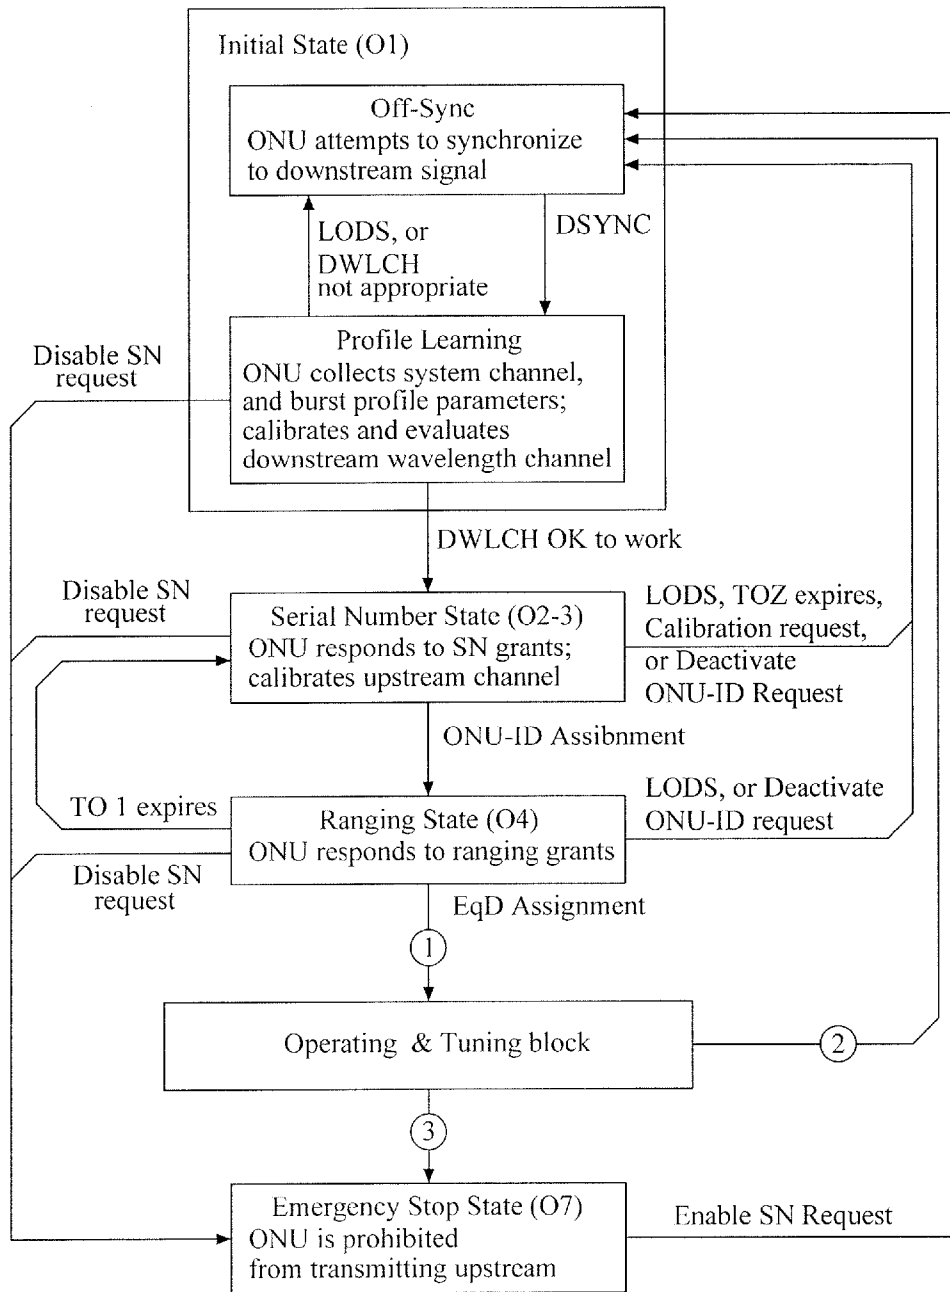 Initial State (O1)
Off-Sync
ONU attempts to synchronize
to downstream signal
LODS, or
DWLCH
not appropriate
DSYNC
Disable SN
request
Profile Learning
ONU collects system channel,
and burst profile parameters;
calibrates and evaluates
downstream wavelength channel
DWLCH OK to work
Disable SN
request
Serial Number State (O2-3)
ONU responds to SN grants;
calibrates upstream channel
LODS, TOZ expires,
Calibration request,
or Deactivate
ONU-ID Request
ONU-ID Assibnment
TO 1 expires
Ranging State (O4)
ONU responds to ranging grants
LODS, or Deactivate
ONU-ID request
Disable SN
request
EqD Assignment
1
Operating & Tuning block
2
3
Emergency Stop State (O7)
ONU is prohibited
from transmitting upstream
Enable SN Request